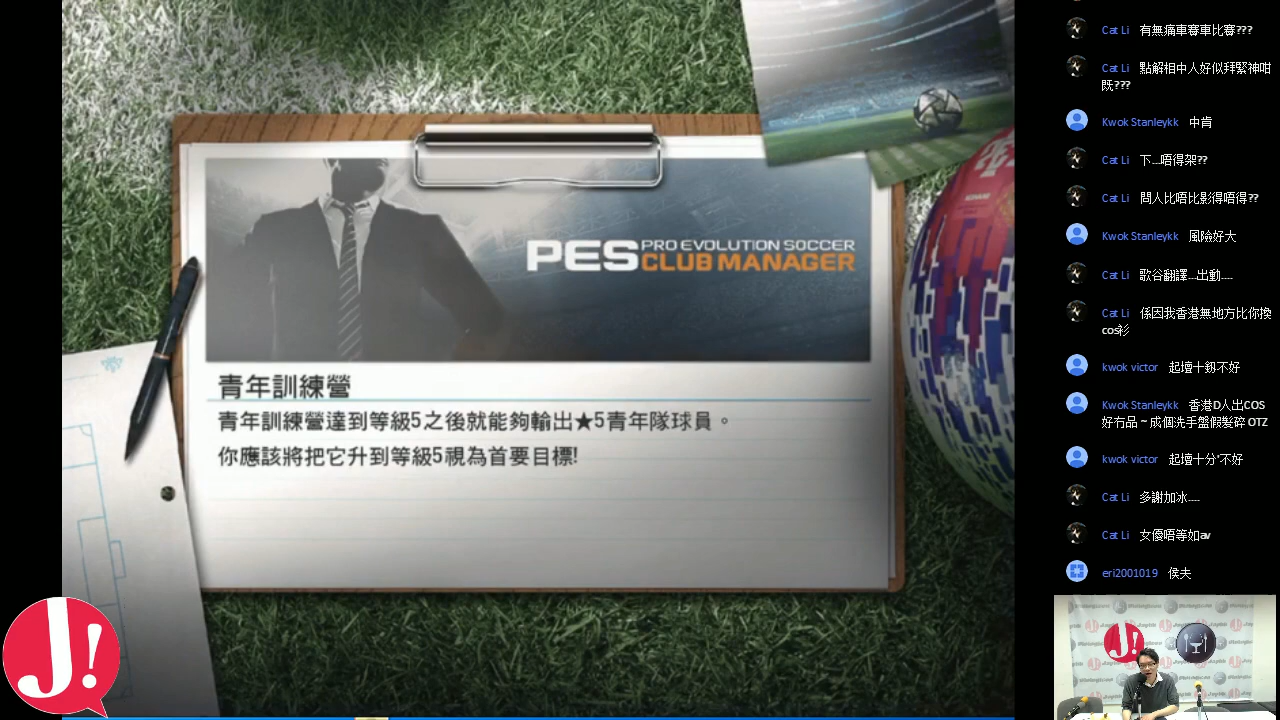 PES PRO EVOLUTION SOCCER
CLUB MANAGER
青年訓練營
青年訓練營達到等級5之後就能夠輸出★5青年隊球員。
你應該將把它升到等級5視為首要目標!
J!
Cat Li 有無痛車賽車比賽???
Cat Li 點解相中人好似拜緊神咁
既???
Kwok Stanleykk 中肯
Cat Li 下...唔得架??
Cat Li 問人比唔比影得唔得??
Kwok Stanleykk 風險好大
Cat Li 歌谷翻譯...出動.....
Cat Li 係因我香港無地方比你換
cos衫
kwok victor 起壇十郅不好
Kwok Stanleykk 香港D人出COS
好冇品 ~ 成個洗手盤蹤髮碎 OTZ
kwok victor 起壇十分不好
Cat Li 多謝加冰.....
Cat Li 女優唔等如av
eri2001019 侯夫
J!